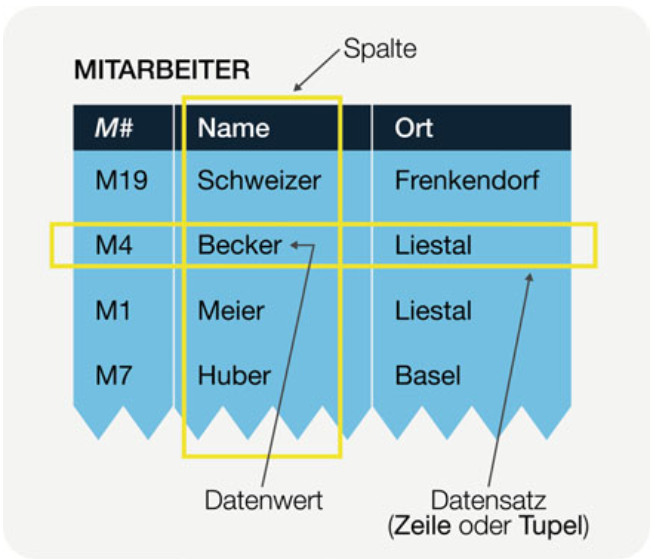 Spalte
MITARBEITER
M# Name Ort
M19 Schweizer Frenkendorf
M4 Becker Liestal
M1 Meier Liestal
M7 Huber Basel
Datenwert Datensatz
(Zeile oder Tupel)